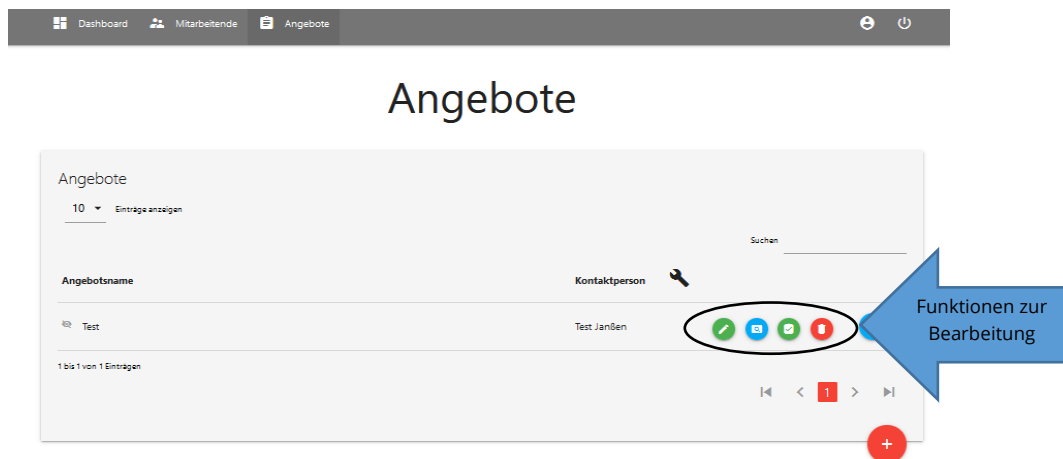 Dashboard Mitarbeitende Angebote
Angebote
Angebote
10 Einträge anzeigen
Suchen
Angebotsname Kontaktperson
Test Test Janßen
Funktionen zur
Bearbeitung
1 bis 1 von 1 Einträgen
1
+